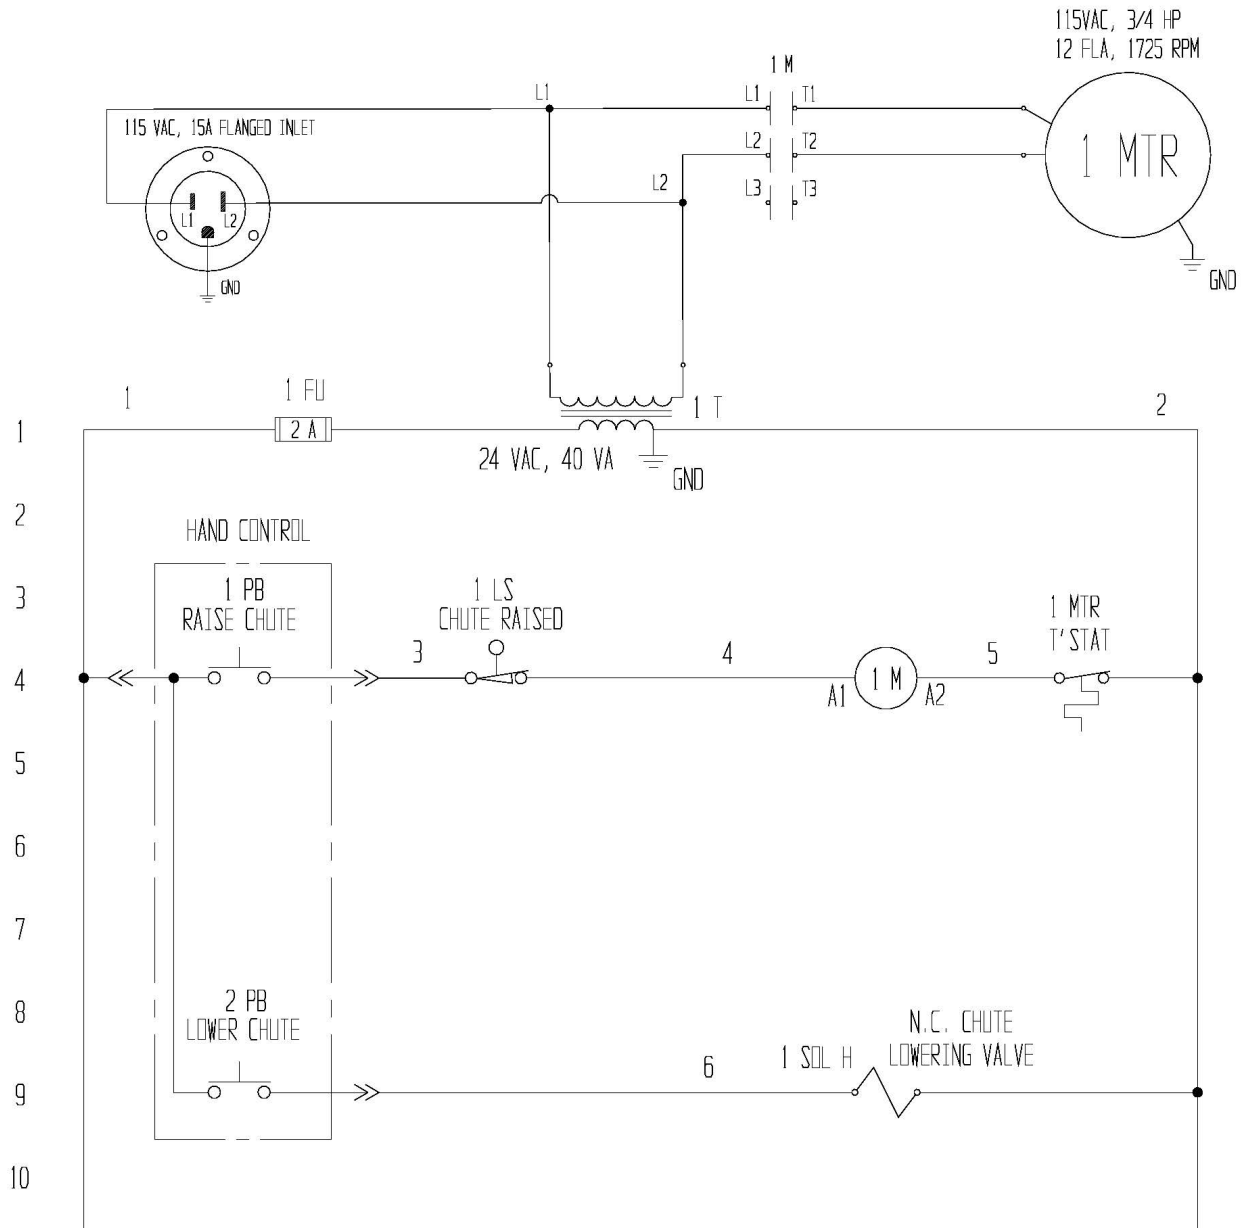 115VAC, 3/4 HP
12 FLA, 1725 RPM
1 M
L1
L1
T1
115 VAC, 15A FLANGED INLET
L2
T2
1 MTR
L2
L3
T3
L1
L2
GND
GND
1
1 FU
1 T
2
1
2 A
24 VAC, 40 VA
GND
2
HAND CONTROL
3
1 PB
RAISE CHUTE
1 LS
CHUTE RAISED
1 MTR
T'STAT
3
4
5
4
1 M
A1
A2
5
6
7
8
2 PB
LOWER CHUTE
N.C. CHUTE
LOWERING VALVE
1 SOL H
6
9
10